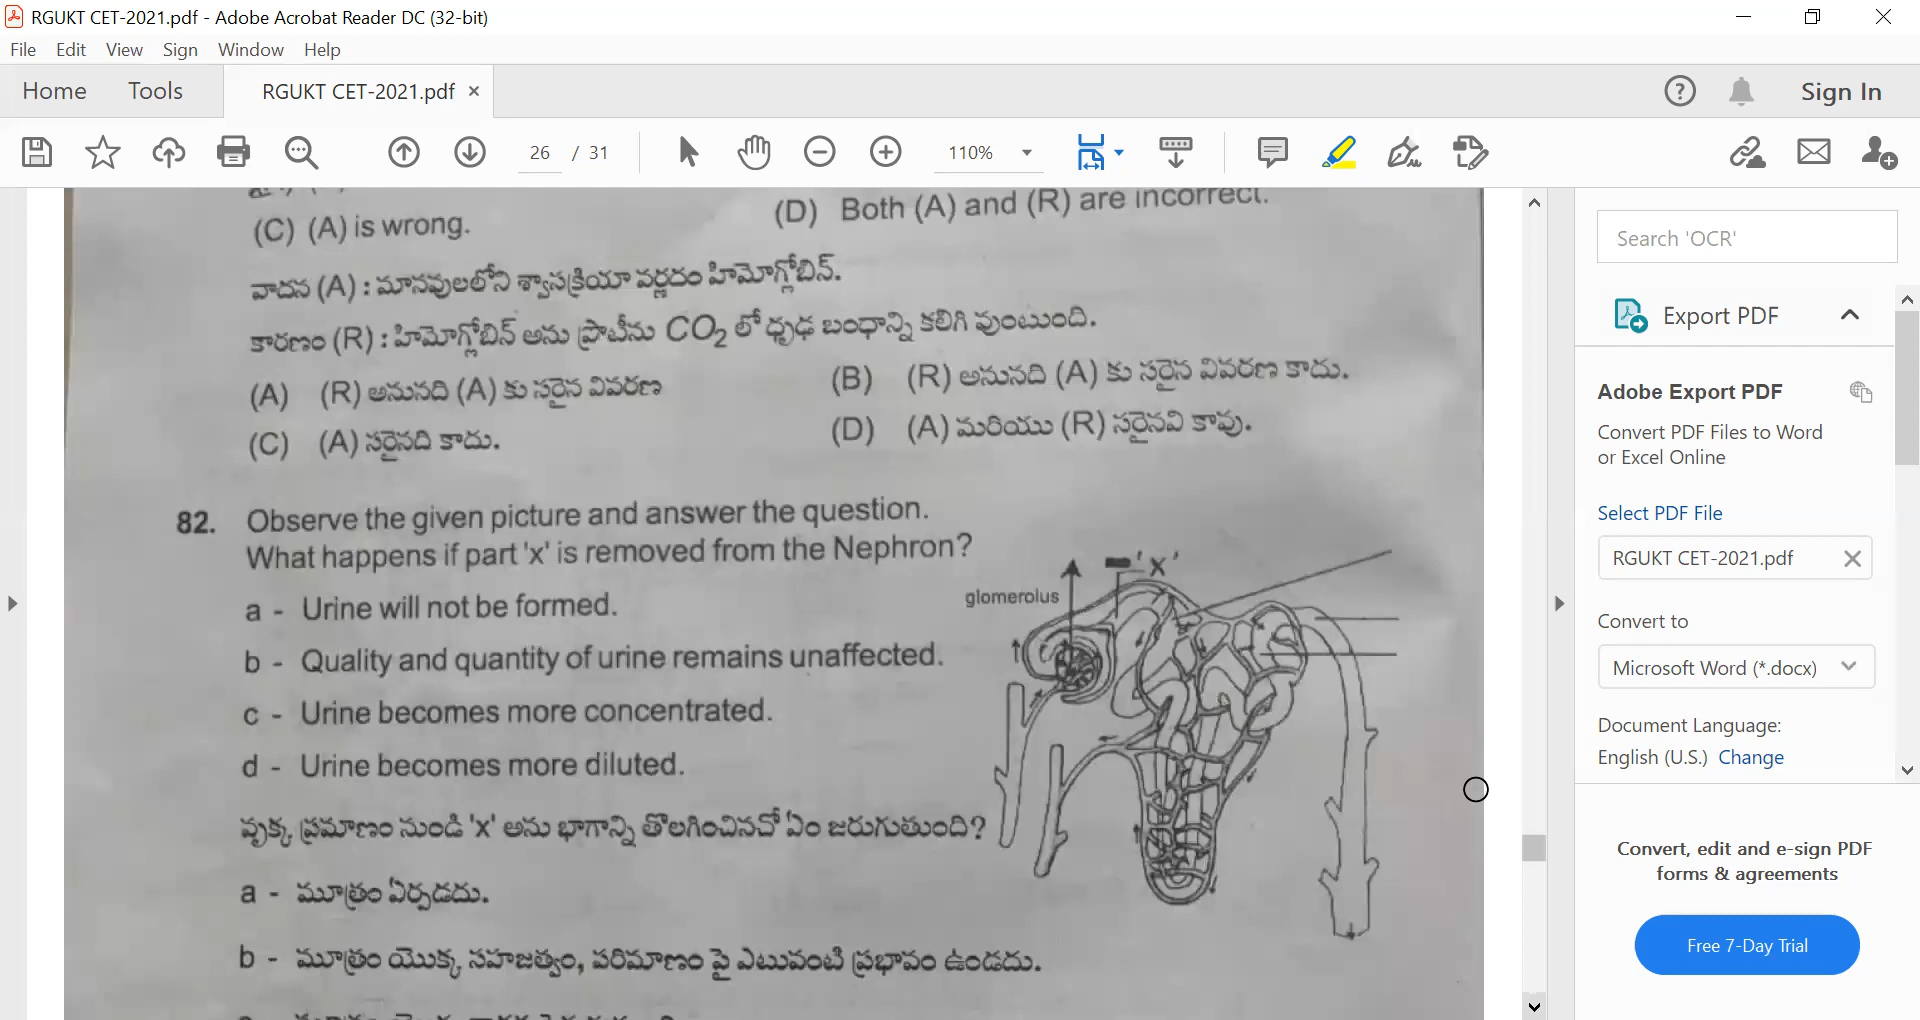 RGUKT CET-2021.pdf - Adobe Acrobat Reader DC (32-bit)
File Edit View Sign Window Help
Home Tools RGUKT CET-2021.pdf × Sign In
26 / 31 110%
(C) (A) is wrong. (D) Both (A) and (R) are incorrect.
వాదన (A) : మానవులలోని శ్వాసక్రియా వర్ణదం హిమోగ్లోబిన్.
కారణం (R) : హిమోగ్లోబిన్ అను ప్రొటీను CO2 లో ధృఢ బంధాన్ని కలిగి వుంటుంది.
(A) (R) అనునది (A) కు సరైన వివరణ (B) (R) అనునది (A) కు సరైన వివరణ కాదు.
(C) (A) సరైనది కాదు. (D) (A) మరియు (R) సరైనవి కావు.
82. Observe the given picture and answer the question.
What happens if part 'x' is removed from the Nephron?
'x'
glomerolus
a - Urine will not be formed.
b - Quality and quantity of urine remains unaffected.
c - Urine becomes more concentrated.
d - Urine becomes more diluted.
వృక్క ప్రమాణం నుండి 'x' అను భాగాన్ని తొలగించినచో ఏం జరుగుతుంది?
a - మూత్రం ఏర్పడదు.
b - మూత్రం యొక్క సహజత్వం, పరిమాణం పై ఎటువంటి ప్రభావం ఉండదు.
Search 'OCR'
Export PDF
Adobe Export PDF
Convert PDF Files to Word
or Excel Online
Select PDF File
RGUKT CET-2021.pdf
Convert to
Microsoft Word (*.docx)
Document Language:
English (U.S.) Change
Convert, edit and e-sign PDF
forms & agreements
Free 7-Day Trial